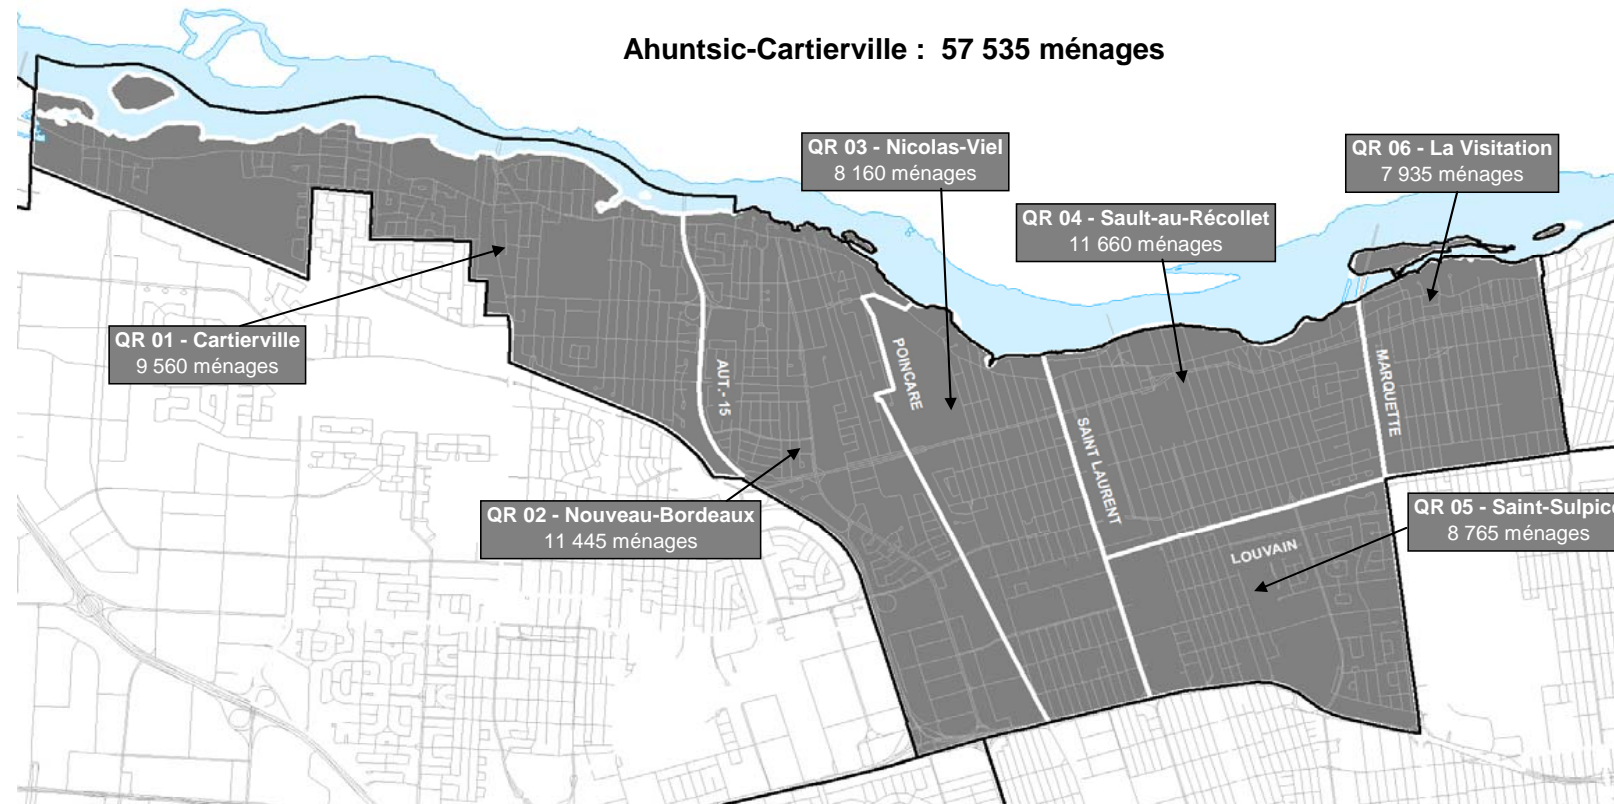 Ahuntsic-Cartierville : 57 535 ménages
QR 03 - Nicolas-Viel
8 160 ménages
QR 06 - La Visitation
7 935 ménages
QR 04 - Sault-au-Récollet
11 660 ménages
QR 01 - Cartierville
9 560 ménages
AUT.- 15
POINCARE
MARQUETTE
SAINT LAURENT
QR 02 - Nouveau-Bordeaux
11 445 ménages
QR 05 - Saint-Sulpice
8 765 ménages
LOUVAIN